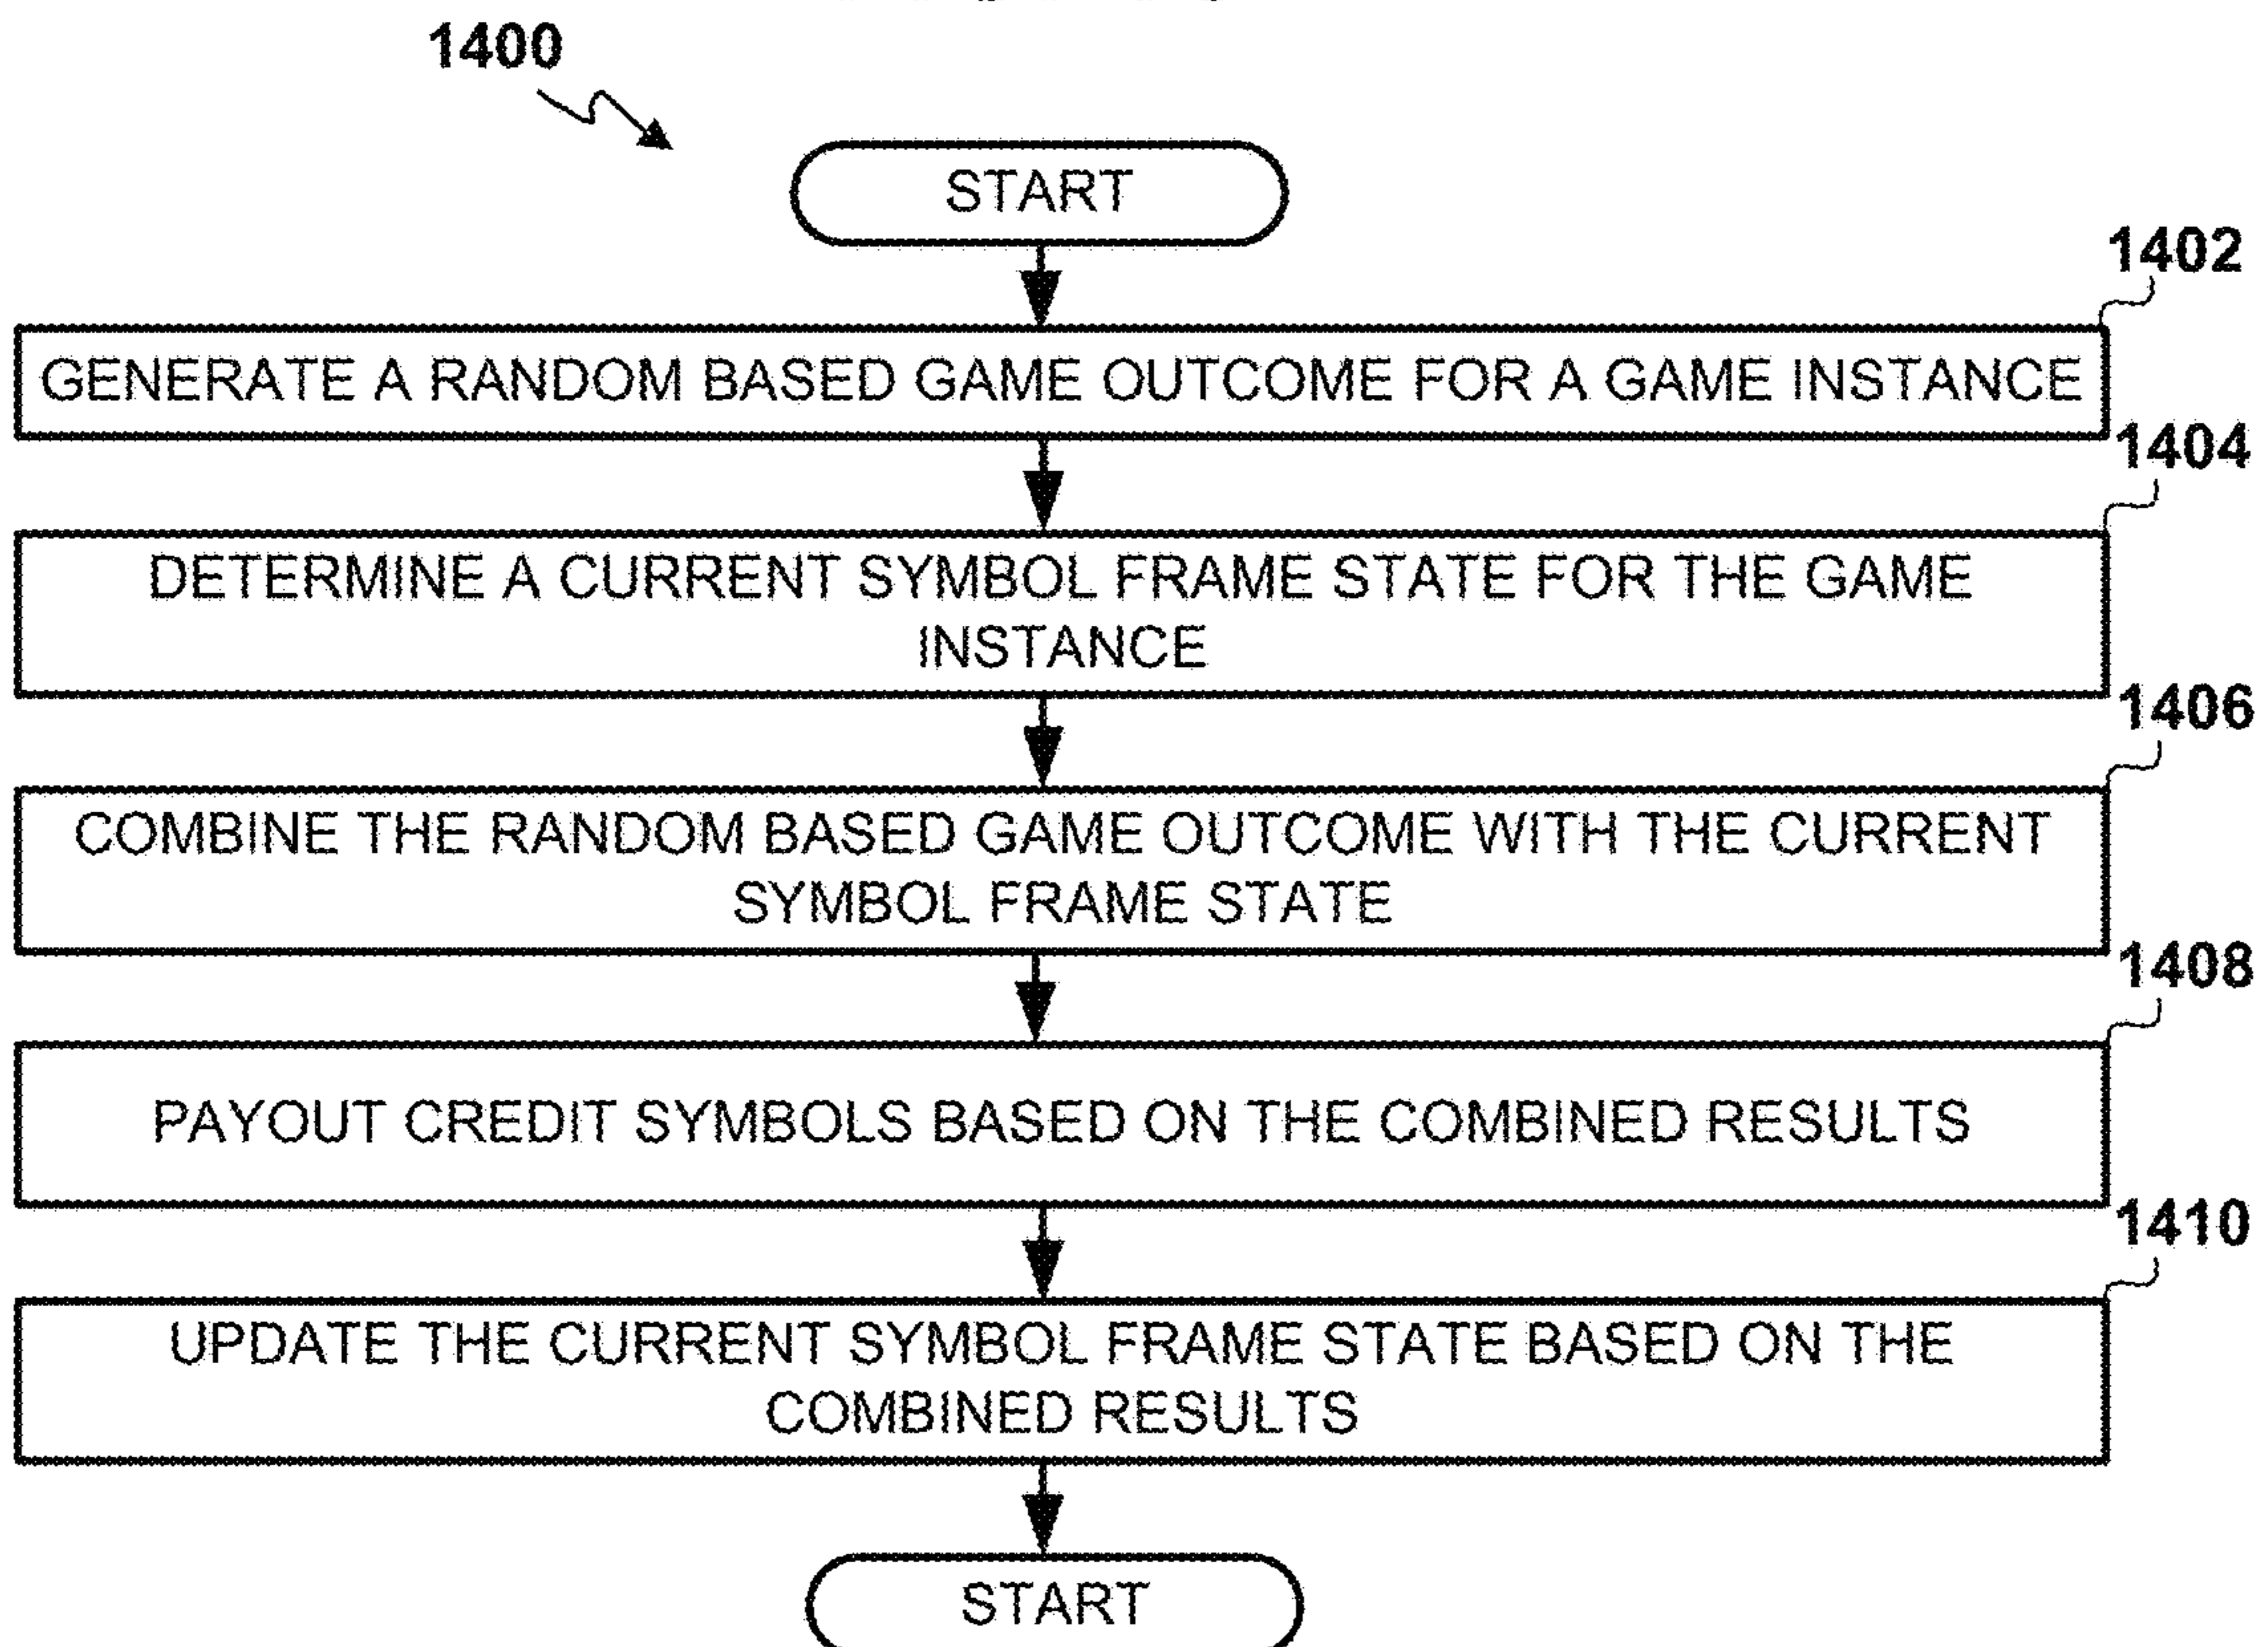 1400
START
1402
GENERATE A RANDOM BASED GAME OUTCOME FOR A GAME INSTANCE
1404
DETERMINE A CURRENT SYMBOL FRAME STATE FOR THE GAME
INSTANCE
1406
COMBINE THE RANDOM BASED GAME OUTCOME WITH THE CURRENT
SYMBOL FRAME STATE
1408
PAYOUT CREDIT SYMBOLS BASED ON THE COMBINED RESULTS
1410
UPDATE THE CURRENT SYMBOL FRAME STATE BASED ON THE
COMBINED RESULTS
START